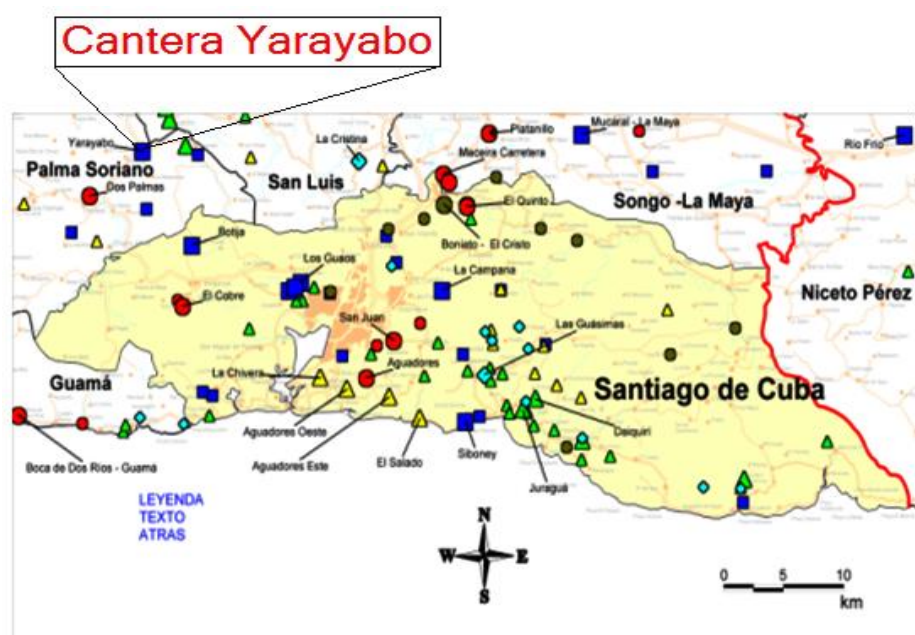 Cantera Yarayabo
Yarayabo
Palma Soriano
Dos Palmas
La Cristina
San Luis
Platanillo
Maceira Carretera
El Quinto
Boniato - El Cristo
Mucaral - La Maya
Songo -La Maya
Río Frío
Niceto Pérez
Botija
Los Guaos
El Cobre
La Campana
San Juan
Las Guásimas
La Chivera
Aguadores
Guamá
Santiago de Cuba
Aguadores Oeste
Aguadores Este
El Salado
Siboney
Daiquirí
Juraguá
Boca de Dos Ríos - Guamá
LEYENDA
TEXTO
ATRAS
N
W
E
S
0 5 10
km